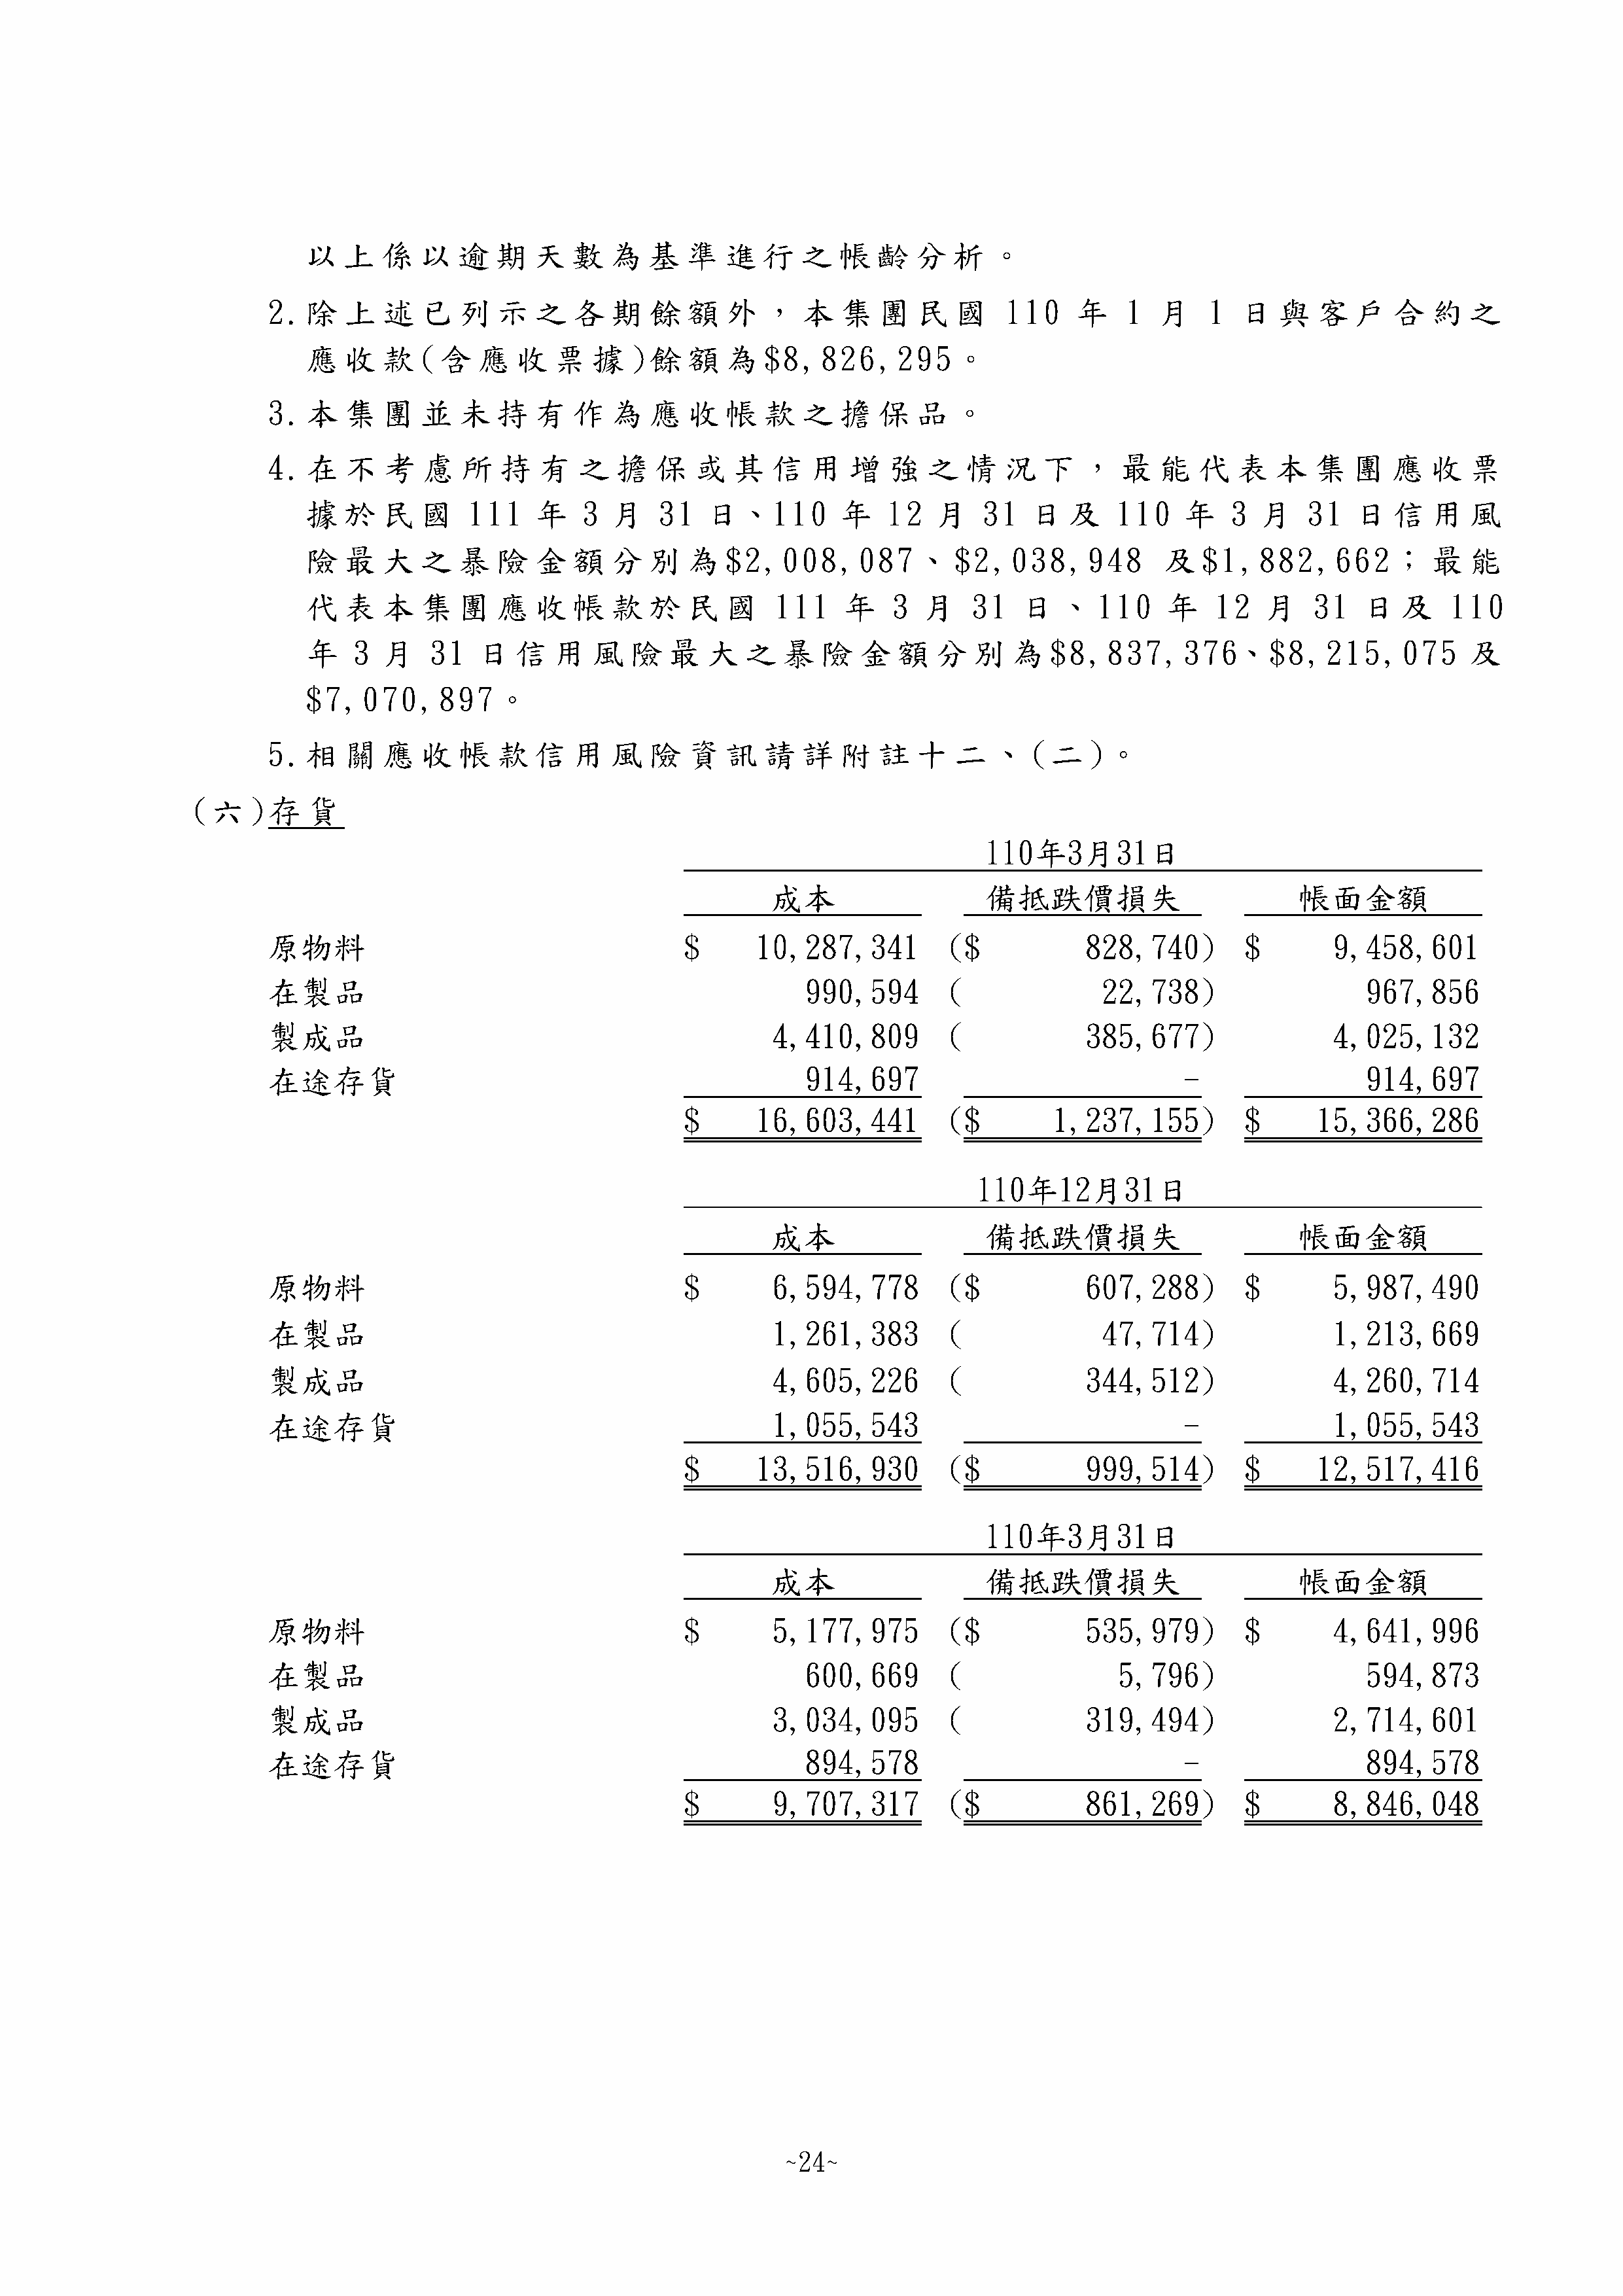 以上係以逾期天數為基準進行之帳齡分析。
2.除上述已列示之各期餘額外，本集團民國 110 年 1 月 1 日與客戶合約之
應收款(含應收票據)餘額為$8,826,295。
3.本集團並未持有作為應收帳款之擔保品。
4.在不考慮所持有之擔保或其信用增強之情況下，最能代表本集團應收票
據於民國 111 年 3 月 31 日、110 年 12 月 31 日及 110 年 3 月 31 日信用風
險最大之暴險金額分別為$2,008,087、$2,038,948 及$1,882,662；最能
代表本集團應收帳款於民國 111 年 3 月 31 日、110 年 12 月 31 日及 110
年 3 月 31 日信用風險最大之暴險金額分別為$8,837,376、$8,215,075 及
$7,070,897。
5.相關應收帳款信用風險資訊請詳附註十二、(二)。
(六)存貨
110年3月31日
成本 備抵跌價損失 帳面金額
原物料 $ 10,287,341 ($ 828,740) $ 9,458,601
在製品 990,594 ( 22,738) 967,856
製成品 4,410,809 ( 385,677) 4,025,132
在途存貨 914,697 - 914,697
$ 16,603,441 ($ 1,237,155) $ 15,366,286
110年12月31日
成本 備抵跌價損失 帳面金額
原物料 $ 6,594,778 ($ 607,288) $ 5,987,490
在製品 1,261,383 ( 47,714) 1,213,669
製成品 4,605,226 ( 344,512) 4,260,714
在途存貨 1,055,543 - 1,055,543
$ 13,516,930 ($ 999,514) $ 12,517,416
110年3月31日
成本 備抵跌價損失 帳面金額
原物料 $ 5,177,975 ($ 535,979) $ 4,641,996
在製品 600,669 ( 5,796) 594,873
製成品 3,034,095 ( 319,494) 2,714,601
在途存貨 894,578 - 894,578
$ 9,707,317 ($ 861,269) $ 8,846,048
~24~